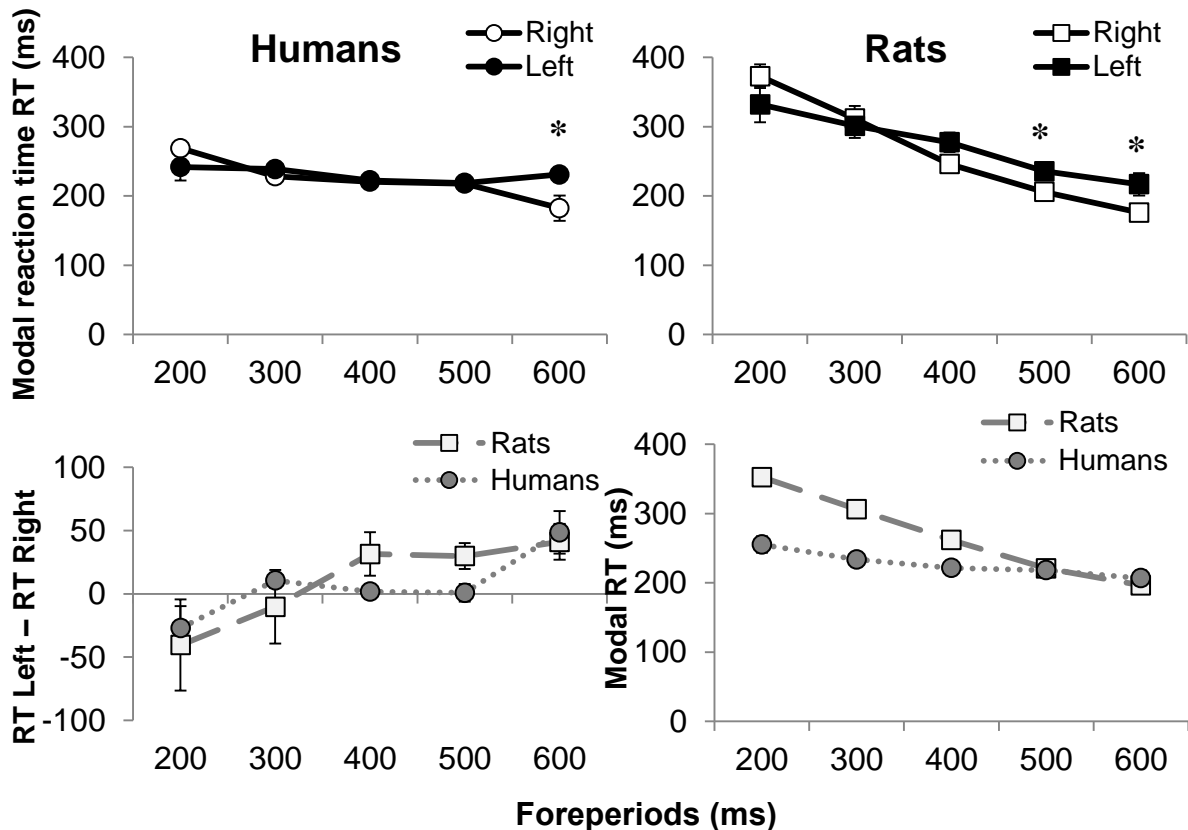 Humans
Right
Left
Modal reaction time RT (ms)
400
300
200
100
0
*
200 300 400 500 600
Rats
Right
Left
400
300
200
100
0
*
*
200 300 400 500 600
Rats
Humans
RT Left – RT Right
100
50
0
-50
-100
200 300 400 500 600
Rats
Humans
Modal RT (ms)
400
300
200
100
0
200 300 400 500 600
Foreperiods (ms)